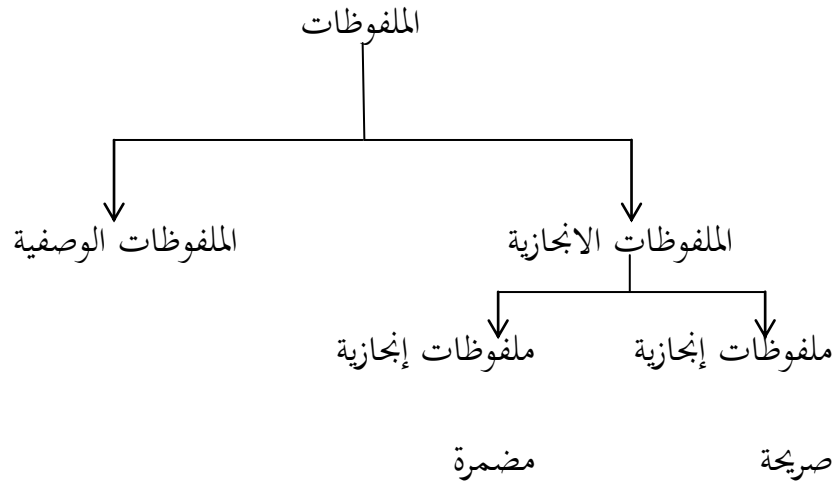 الملفوظات
الملفوظات الانجازية
الملفوظات الوصفية
ملفوظات إنجازية
صريحة
ملفوظات إنجازية
مضمرة